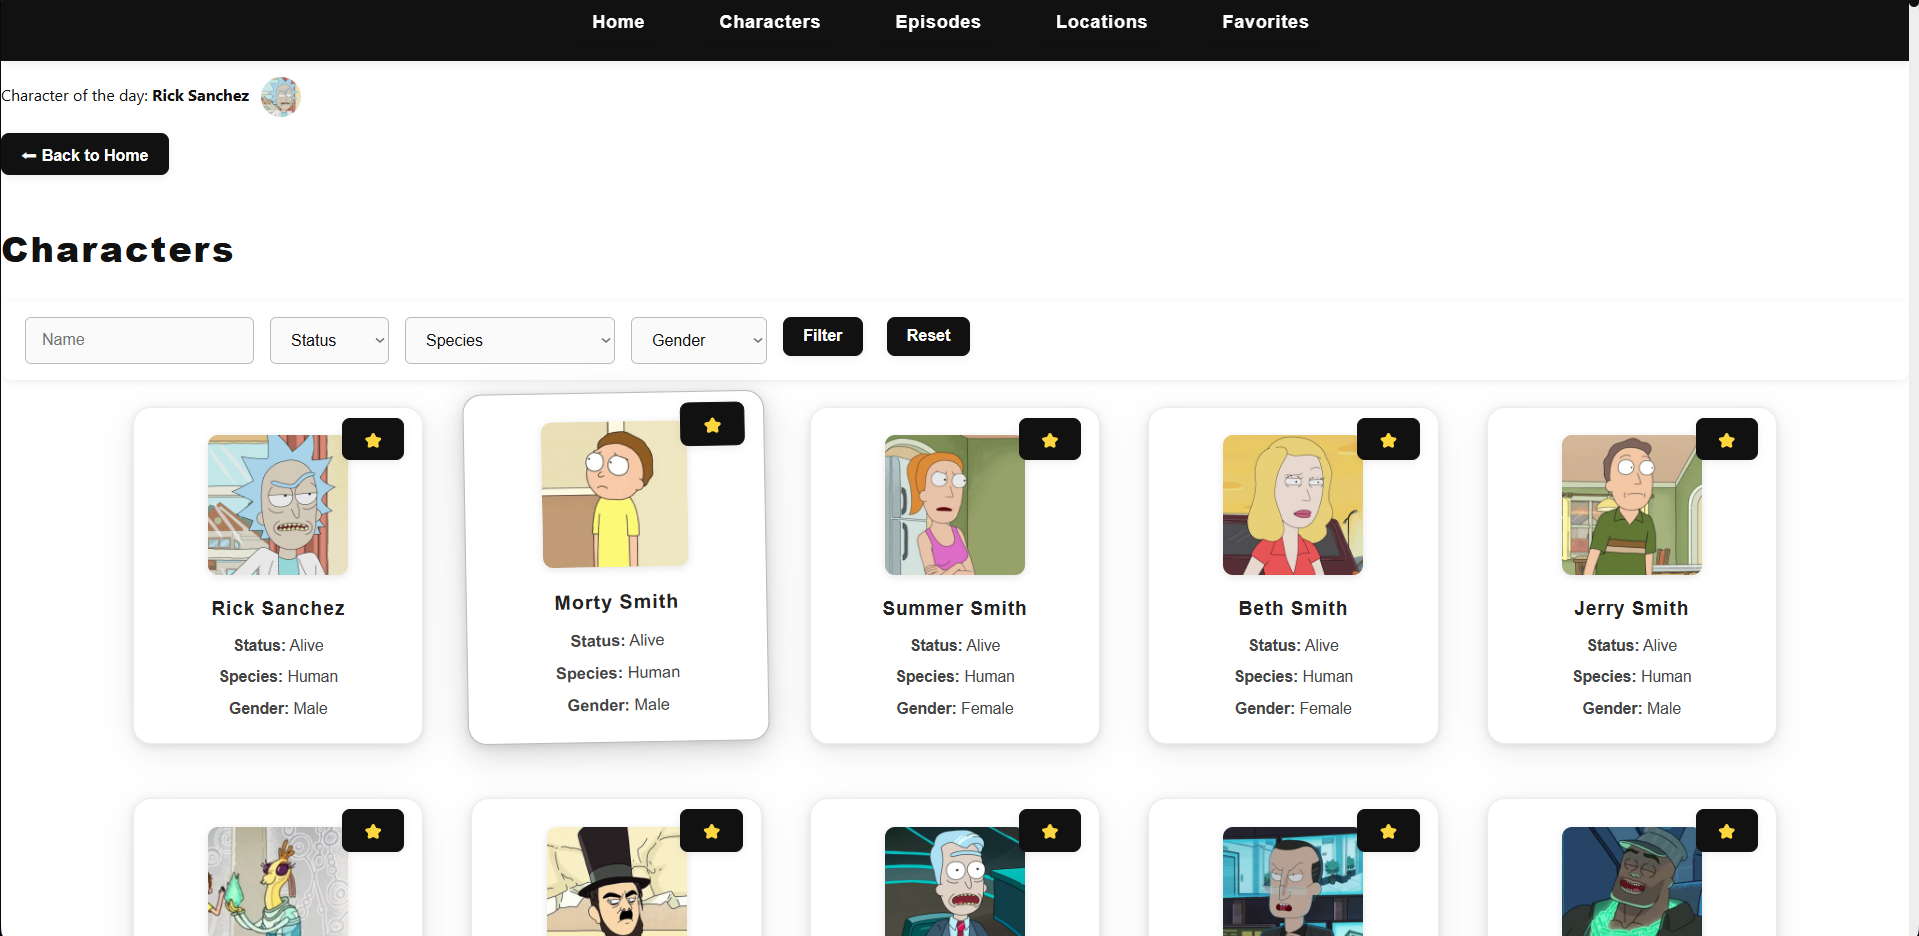 Home Characters Episodes Locations Favorites
Character of the day: Rick Sanchez
⬅ Back to Home
Characters
Name Status Species Gender Filter Reset
Rick Sanchez
Status: Alive
Species: Human
Gender: Male
Morty Smith
Status: Alive
Species: Human
Gender: Male
Summer Smith
Status: Alive
Species: Human
Gender: Female
Beth Smith
Status: Alive
Species: Human
Gender: Female
Jerry Smith
Status: Alive
Species: Human
Gender: Male